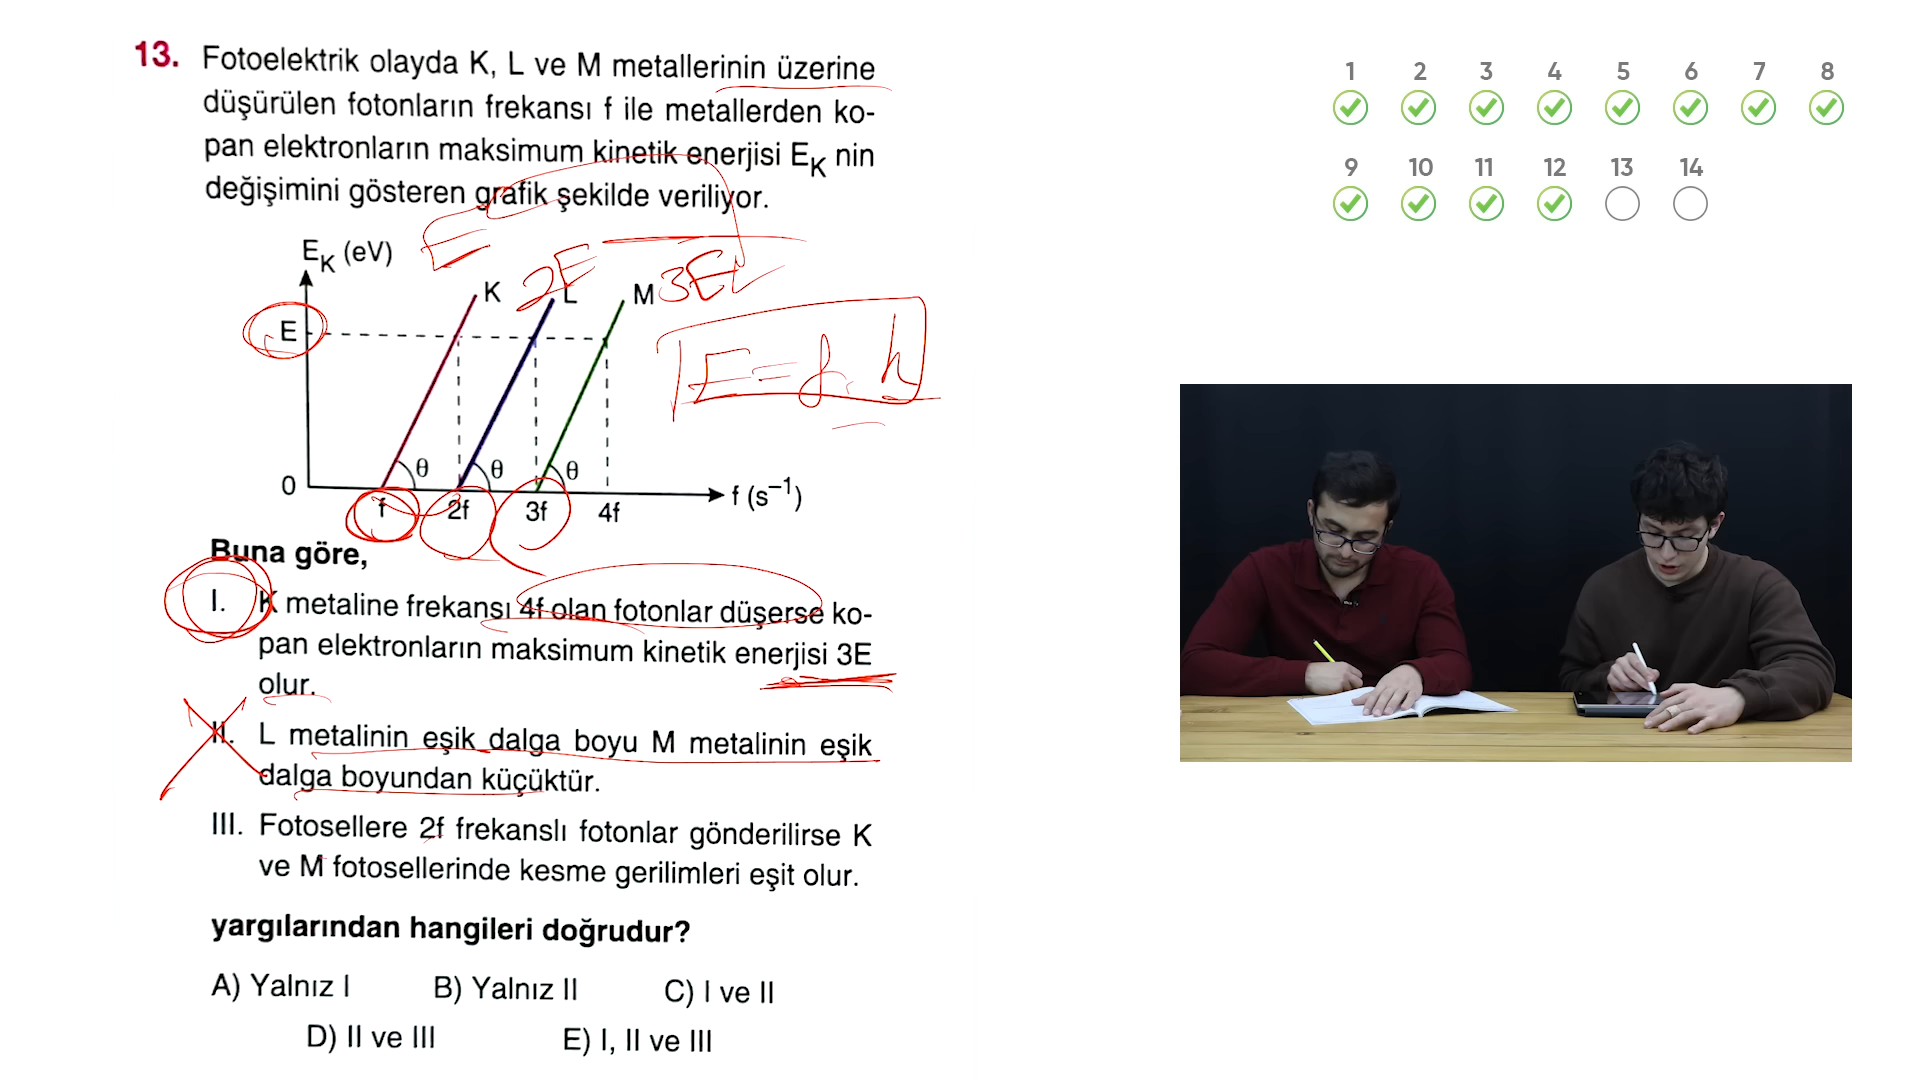 13. Fotoelektrik olayda K, L ve M metallerinin üzerine
düşürülen fotonların frekansı f ile metallerden ko-
pan elektronların maksimum kinetik enerjisi EK nin
değişimini gösteren grafik şekilde veriliyor.
EK (eV)
E 2E 3E
K L M
E
E = f. h
θ θ θ
0
f 2f 3f 4f f (s⁻¹)
Buna göre,
I. K metaline frekansı 4f olan fotonlar düşerse ko-
pan elektronların maksimum kinetik enerjisi 3E
olur.
II. L metalinin eşik dalga boyu M metalinin eşik
dalga boyundan küçüktür.
III. Fotosellere 2f frekanslı fotonlar gönderilirse K
ve M fotosellerinde kesme gerilimleri eşit olur.
yargılarından hangileri doğrudur?
A) Yalnız I B) Yalnız II C) I ve II
D) II ve III E) I, II ve III
1 2 3 4 5 6 7 8
9 10 11 12 13 14